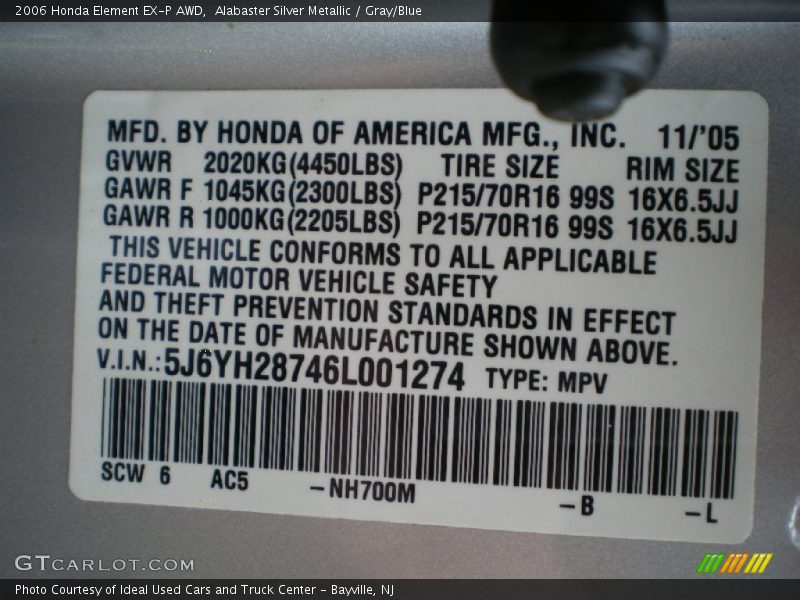 2006 Honda Element EX-P AWD,  Alabaster Silver Metallic / Gray/Blue
MFD. BY HONDA OF AMERICA MFG., INC. 11/'05
GVWR 2020KG(4450LBS) TIRE SIZE RIM SIZE
GAWR F 1045KG(2300LBS) P215/70R16 99S 16X6.5JJ
GAWR R 1000KG(2205LBS) P215/70R16 99S 16X6.5JJ
THIS VEHICLE CONFORMS TO ALL APPLICABLE
FEDERAL MOTOR VEHICLE SAFETY
AND THEFT PREVENTION STANDARDS IN EFFECT
ON THE DATE OF MANUFACTURE SHOWN ABOVE.
V.I.N.:5J6YH28746L001274 TYPE: MPV
SCW 6 AC5 -NH700M -B -L
GTCARLOT.COM
Photo Courtesy of Ideal Used Cars and Truck Center - Bayville, NJ